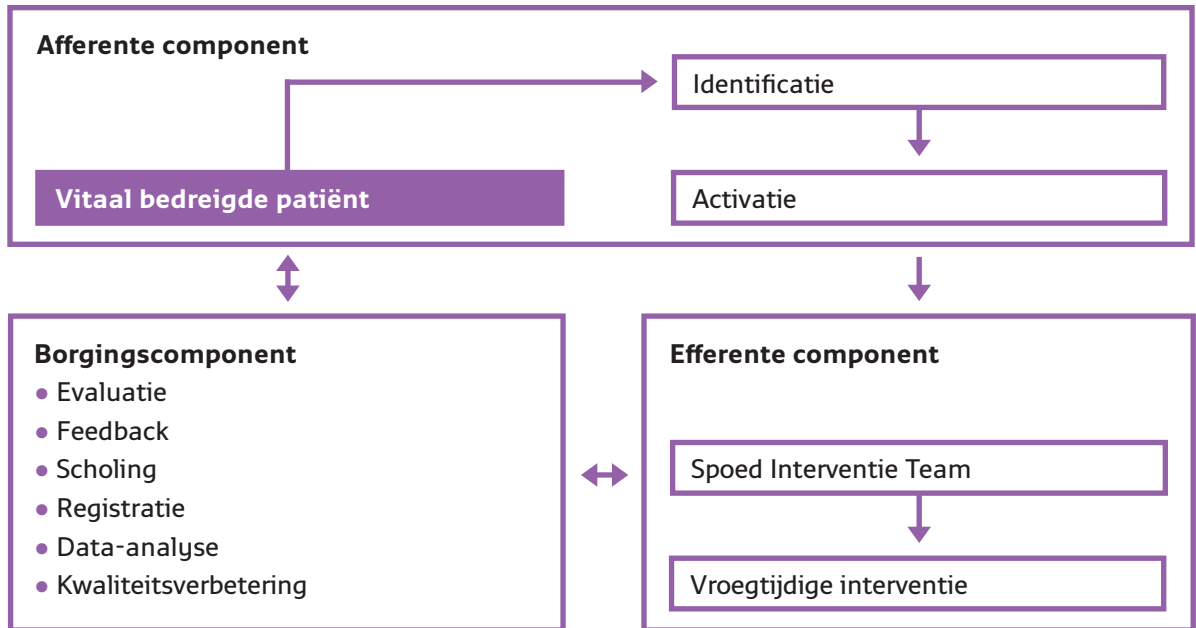 Afferente component
Identificatie
Vitaal bedreigde patiënt
Activatie
Borgingscomponent
Evaluatie
Feedback
Scholing
Registratie
Data-analyse
Kwaliteitsverbetering
Efferente component
Spoed Interventie Team
Vroegtijdige interventie